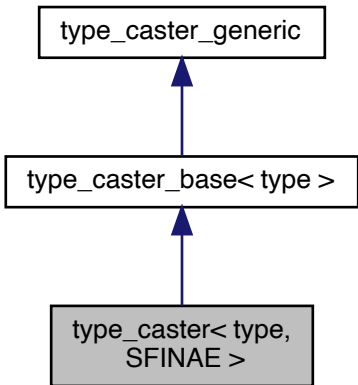 type_caster_generic
type_caster_base< type >
type_caster< type,
SFINAE >